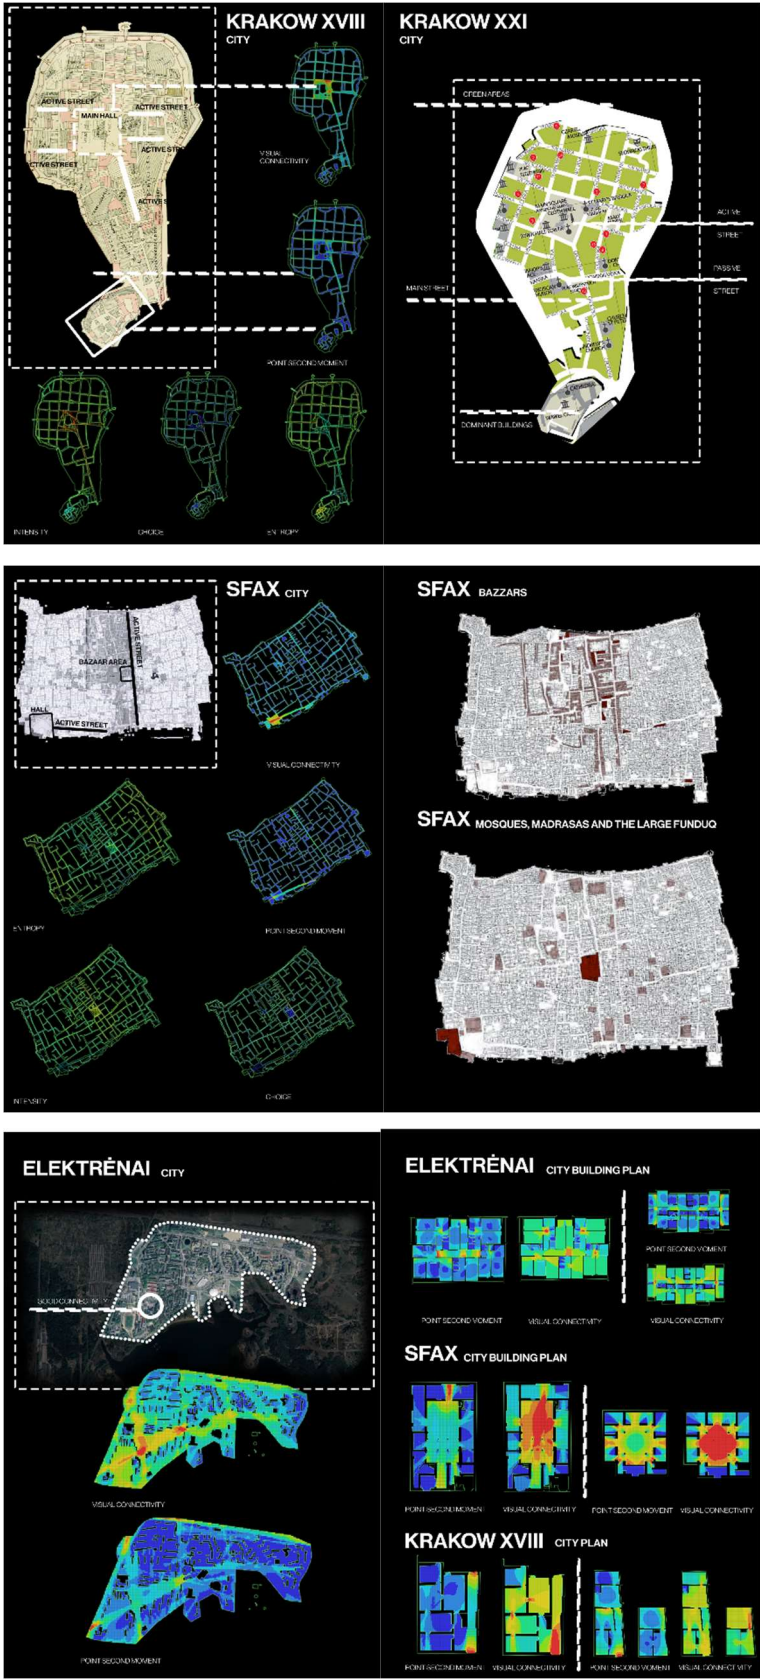 KRAKOW XVIII
CITY
ACTIVE STREET
ACTIVE STREET
MAIN HALL
ACTIVE STREET
ACTIVE STREET
VISUAL
CONNECTIVITY
POINT SECOND MOMENT
INTENSITY
CHOICE
ENTROPY
KRAKOW XXI
CITY
GREEN AREAS
ACTIVE
STREET
PASSIVE
STREET
MAIN STREET
DOMINANT BUILDINGS
SFAX CITY
ACTIVE STREET
BAZAAR AREA
HALL
ACTIVE STREET
VISUAL CONNECTIVITY
ENTROPY
POINT SECOND MOMENT
INTENSITY
CHOICE
SFAX BAZZARS
SFAX MOSQUES, MADRASAS AND THE LARGE FUNDUQ
ELEKTRĖNAI CITY
GOOD CONNECTIVITY
VISUAL CONNECTIVITY
POINT SECOND MOMENT
ELEKTRĖNAI CITY BUILDING PLAN
POINT SECOND MOMENT
POINT SECOND MOMENT
VISUAL CONNECTIVITY
VISUAL CONNECTIVITY
SFAX CITY BUILDING PLAN
POINT SECOND MOMENT
VISUAL CONNECTIVITY
POINT SECOND MOMENT
VISUAL CONNECTIVITY
KRAKOW XVIII CITY PLAN
POINT SECOND MOMENT
VISUAL CONNECTIVITY
POINT SECOND MOMENT
VISUAL CONNECTIVITY